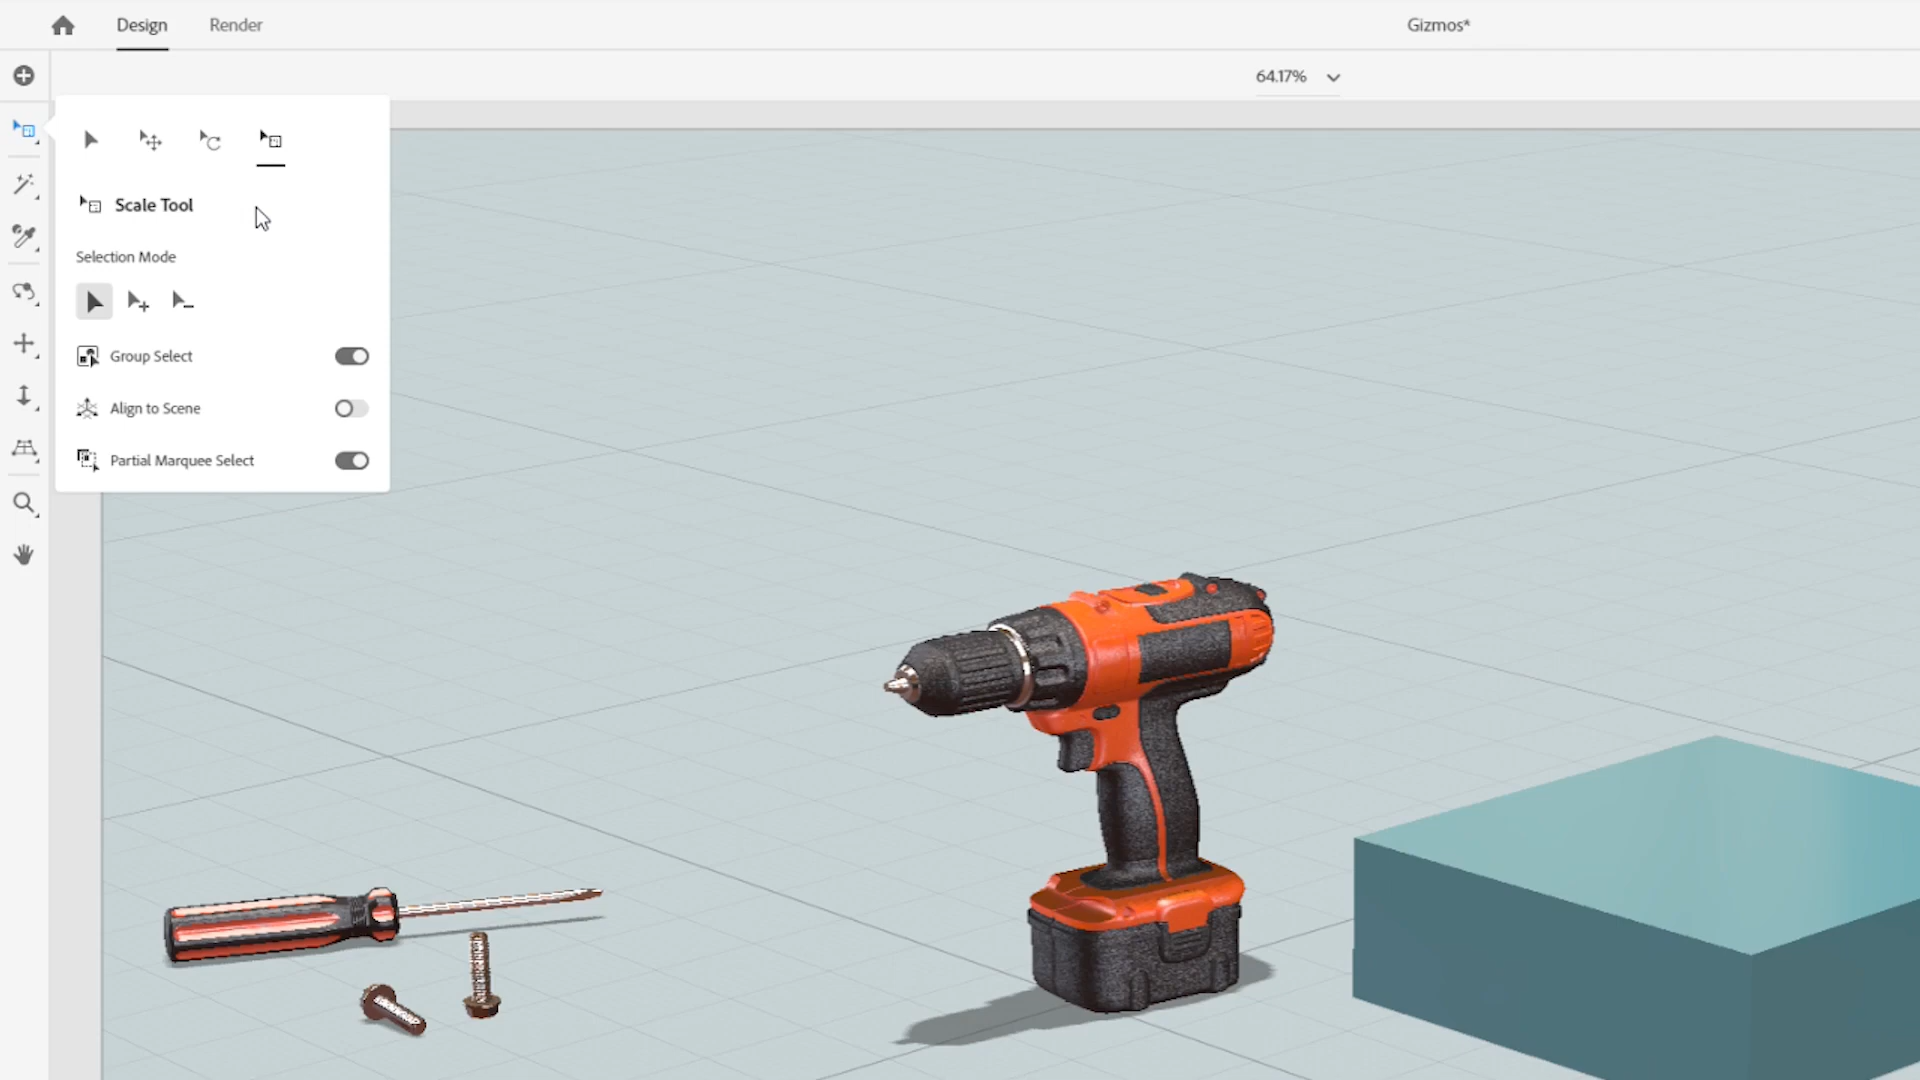 Design
Render
Gizmos*
64.17%
Scale Tool
Selection Mode
Group Select
Align to Scene
Partial Marquee Select